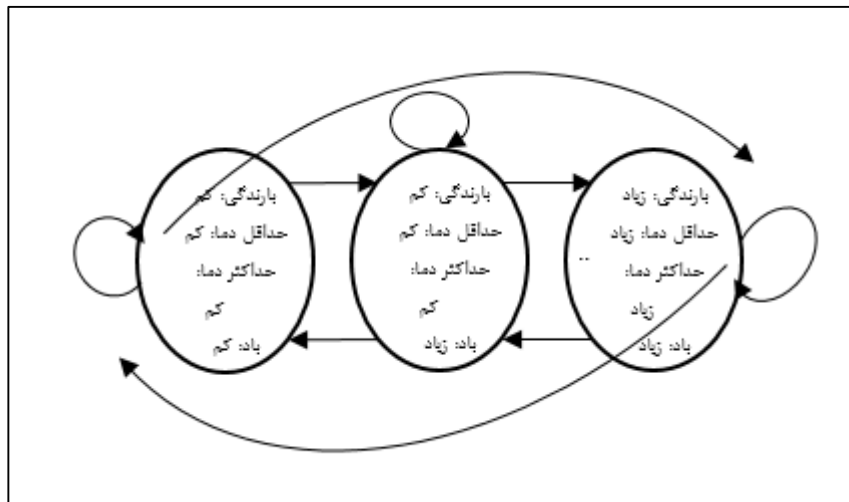 بارندگی: زیاد
حداقل دما: زیاد
حداکثر دما:
زیاد
باد: زیاد
..
بارندگی: کم
حداقل دما: کم
حداکثر دما:
کم
باد: زیاد
بارندگی: کم
حداقل دما: کم
حداکثر دما:
کم
باد: کم